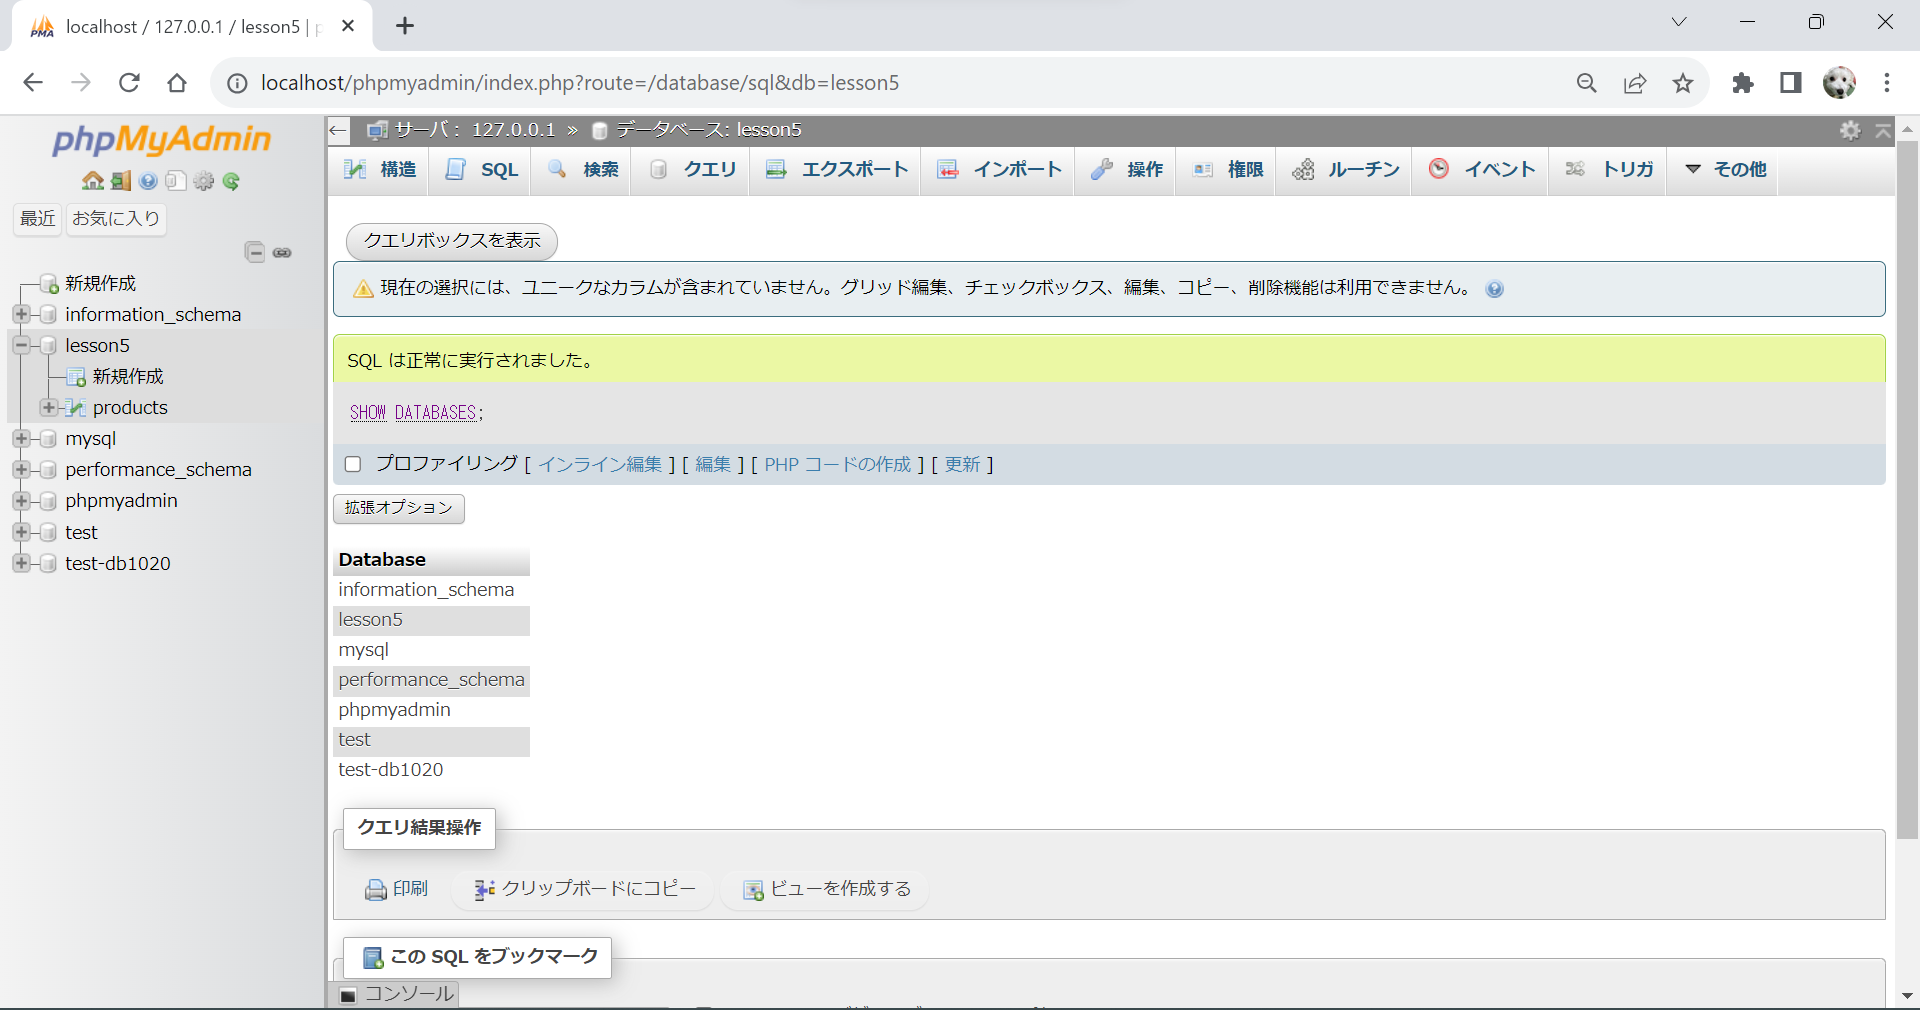 localhost / 127.0.0.1 / lesson5 |
localhost/phpmyadmin/index.php?route=/database/sql&db=lesson5
phpMyAdmin
最近 お気に入り
新規作成
information_schema
lesson5
新規作成
products
mysql
performance_schema
phpmyadmin
test
test-db1020
サーバ： 127.0.0.1 » データベース: lesson5
構造 SQL 検索 クエリ エクスポート インポート 操作 権限 ルーチン イベント トリガ その他
クエリボックスを表示
現在の選択には、ユニークなカラムが含まれていません。グリッド編集、チェックボックス、編集、コピー、削除機能は利用できません。
SQL は正常に実行されました。
SHOW DATABASES;
プロファイリング [ インライン編集 ] [ 編集 ] [ PHP コードの作成 ] [ 更新 ]
拡張オプション
Database
information_schema
lesson5
mysql
performance_schema
phpmyadmin
test
test-db1020
クエリ結果操作
印刷 クリップボードにコピー ビューを作成する
この SQL をブックマーク
コンソール